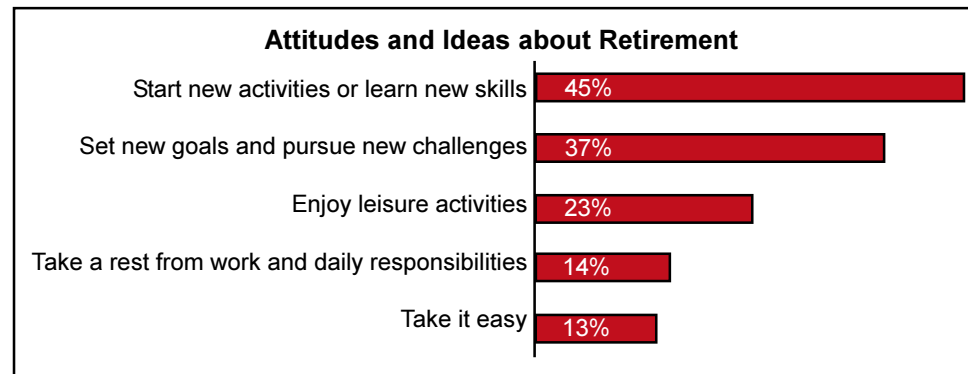 Attitudes and Ideas about Retirement
Start new activities or learn new skills 45%
Set new goals and pursue new challenges 37%
Enjoy leisure activities 23%
Take a rest from work and daily responsibilities 14%
Take it easy 13%